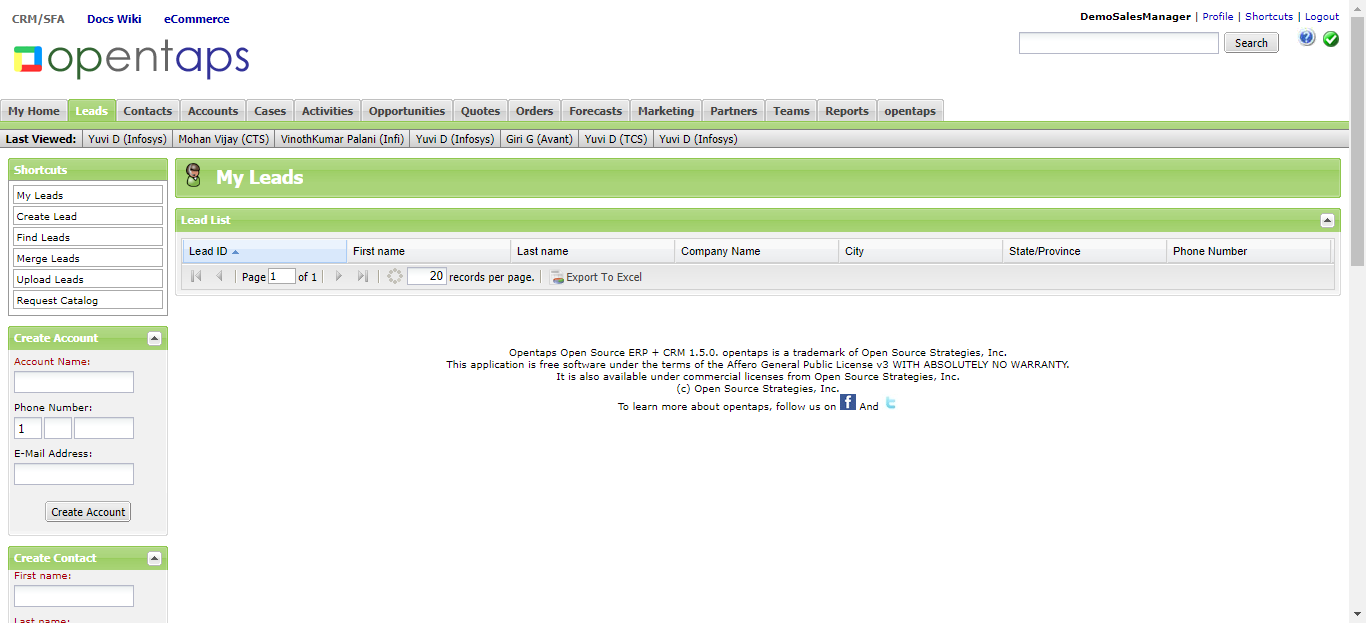 CRM/SFA Docs Wiki eCommerce
DemoSalesManager | Profile | Shortcuts | Logout
opentaps
Search
My Home Leads Contacts Accounts Cases Activities Opportunities Quotes Orders Forecasts Marketing Partners Teams Reports opentaps
Last Viewed: Yuvi D (Infosys) Mohan Vijay (CTS) VinothKumar Palani (Infi) Yuvi D (Infosys) Giri G (Avant) Yuvi D (TCS) Yuvi D (Infosys)
Shortcuts
My Leads
Create Lead
Find Leads
Merge Leads
Upload Leads
Request Catalog
Create Account
Account Name:
Phone Number:
1
E-Mail Address:
Create Account
Create Contact
First name:
Last name:
My Leads
Lead List
Lead ID First name Last name Company Name City State/Province Phone Number
Page 1 of 1 20 records per page. Export To Excel
Opentaps Open Source ERP + CRM 1.5.0. opentaps is a trademark of Open Source Strategies, Inc.
This application is free software under the terms of the Affero General Public License v3 WITH ABSOLUTELY NO WARRANTY.
It is also available under commercial licenses from Open Source Strategies, Inc.
(c) Open Source Strategies, Inc.
To learn more about opentaps, follow us on f And t